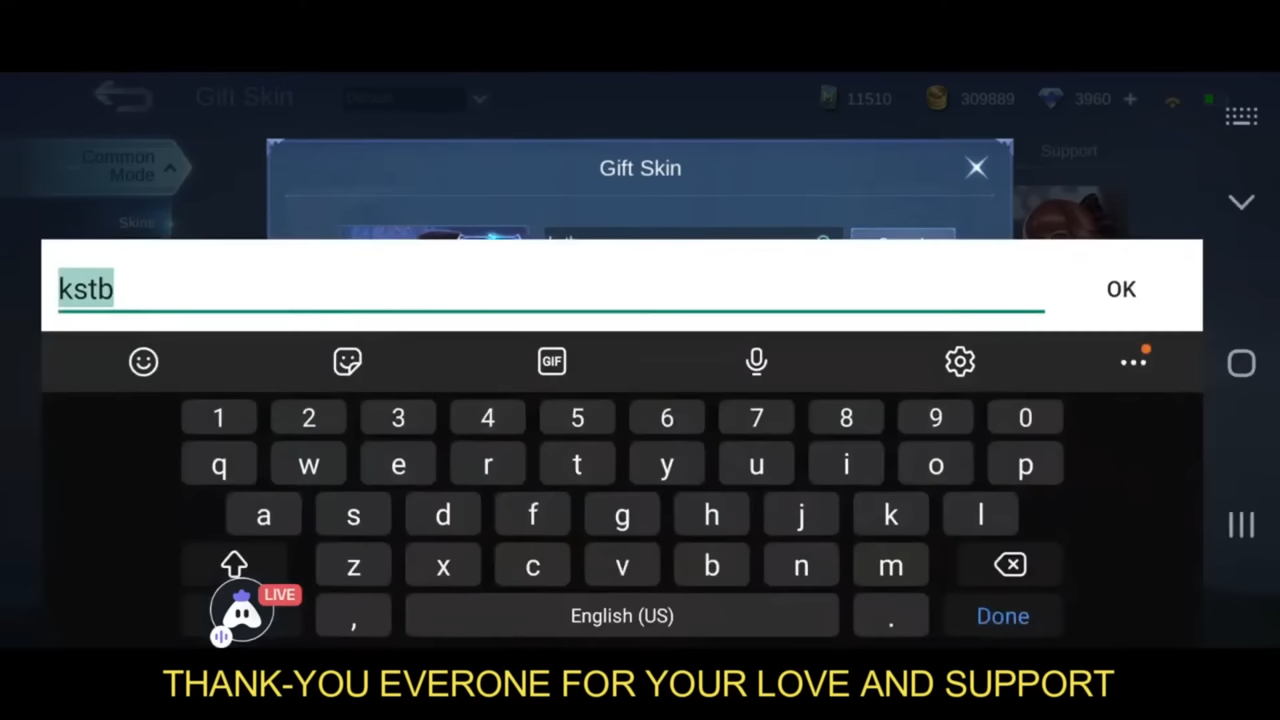 Gift Skin
11510
309889
3960 +
Common
Mode
Support
Gift Skin
Skins
kstb
OK
GIF
1 2 3 4 5 6 7 8 9 0
q w e r t y u i o p
a s d f g h j k l
z x c v b n m
LIVE
, English (US) . Done
THANK-YOU EVERONE FOR YOUR LOVE AND SUPPORT